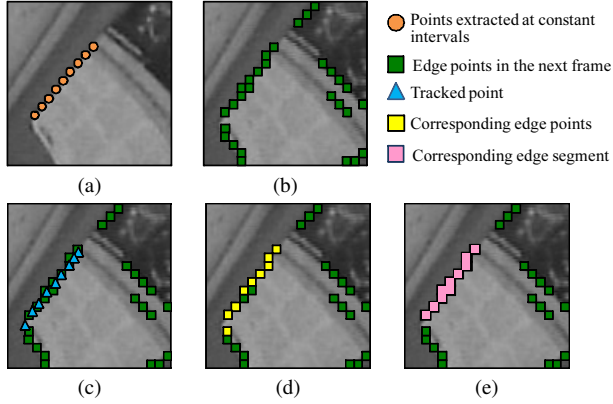 Points extracted at constant
intervals
Edge points in the next frame
Tracked point
Corresponding edge points
Corresponding edge segment
(a)
(b)
(c)
(d)
(e)